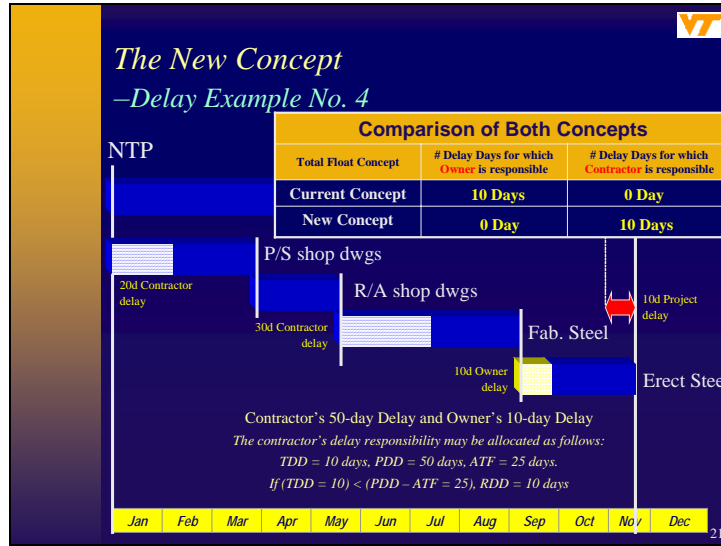 VT
The New Concept
–Delay Example No. 4
Comparison of Both Concepts
Total Float Concept
# Delay Days for which
Owner is responsible
# Delay Days for which
Contractor is responsible
Current Concept 10 Days 0 Day
New Concept 0 Day 10 Days
NTP
P/S shop dwgs
20d Contractor
delay
R/A shop dwgs
10d Project
delay
30d Contractor
delay
Fab. Steel
10d Owner
delay
Erect Stee
Contractor's 50-day Delay and Owner's 10-day Delay
The contractor's delay responsibility may be allocated as follows:
TDD = 10 days, PDD = 50 days, ATF = 25 days.
If (TDD = 10) < (PDD – ATF = 25), RDD = 10 days
Jan Feb Mar Apr May Jun Jul Aug Sep Oct Nov Dec
21